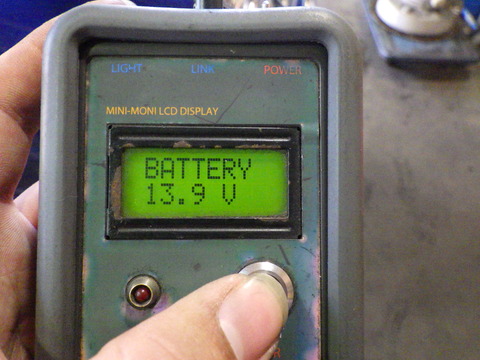 LIGHT LINK POWER
MINI-MONI LCD DISPLAY
BATTERY
13.9 V